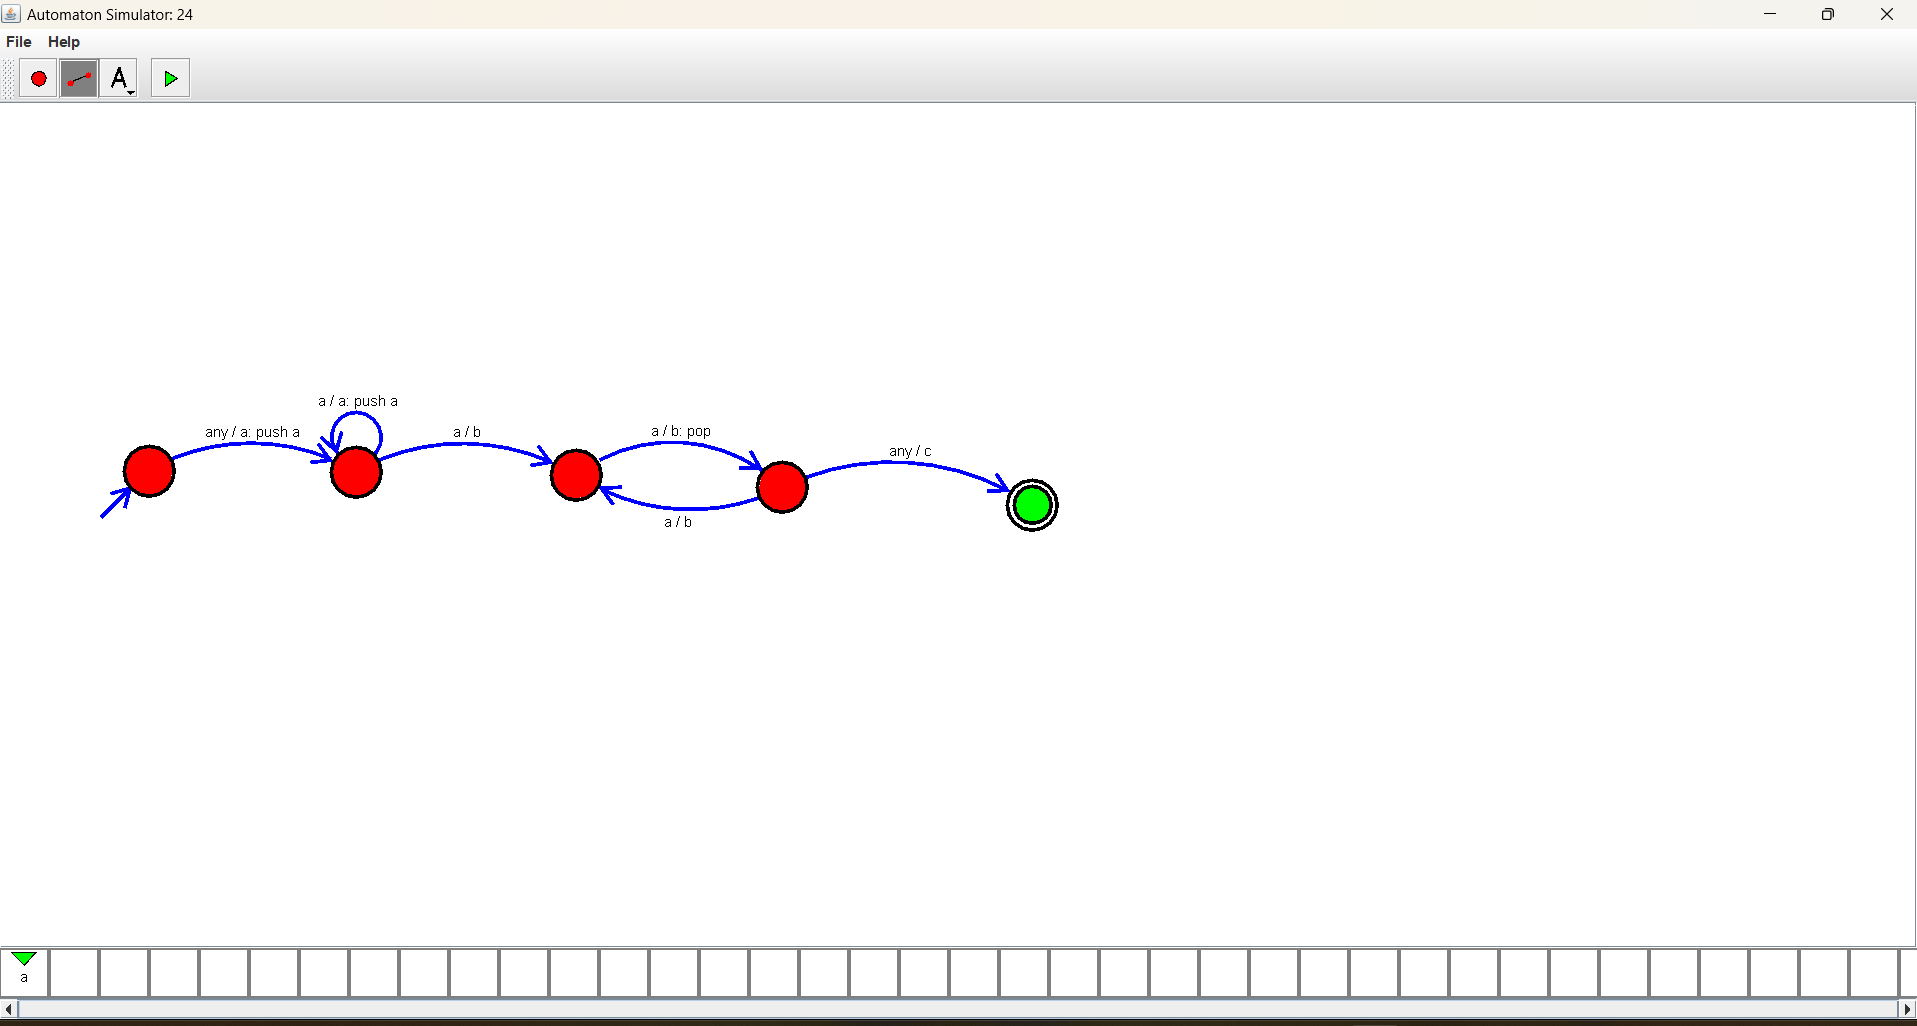 Automaton Simulator: 24
File Help
A
a / a: push a
any / a: push a
a / b
a / b: pop
any / c
a / b
a